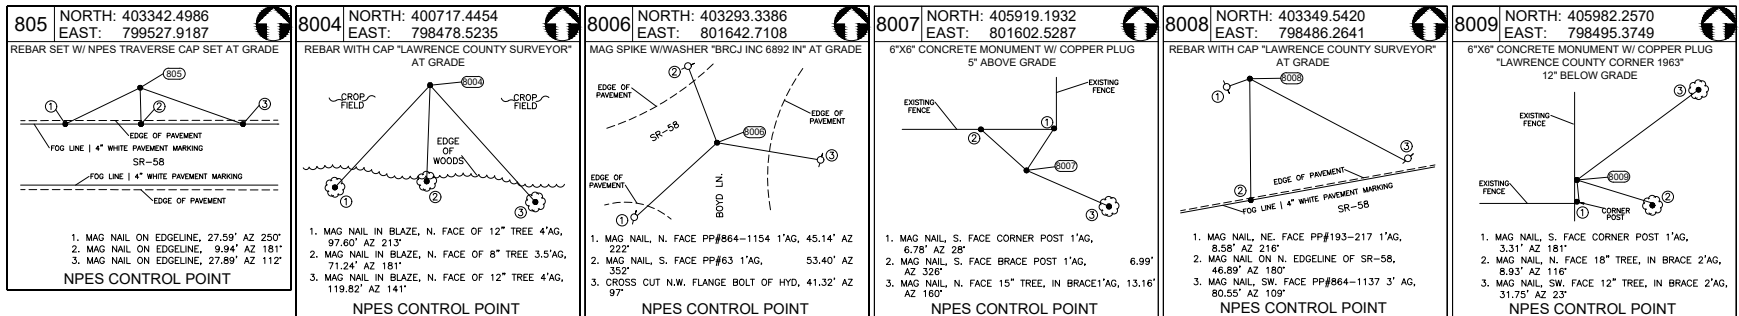 805
NORTH: 403342.4986
EAST: 799527.9187
REBAR SET W/ NPES TRAVERSE CAP SET AT GRADE
805
1
2
3
EDGE OF PAVEMENT
FOG LINE | 4" WHITE PAVEMENT MARKING
SR-58
FOG LINE | 4" WHITE PAVEMENT MARKING
EDGE OF PAVEMENT
1. MAG NAIL ON EDGELINE, 27.59' AZ 250°
2. MAG NAIL ON EDGELINE, 9.94' AZ 181°
3. MAG NAIL ON EDGELINE, 27.89' AZ 112°
NPES CONTROL POINT
8004
NORTH: 400717.4454
EAST: 798478.5235
REBAR WITH CAP "LAWRENCE COUNTY SURVEYOR"
AT GRADE
8004
CROP
FIELD
CROP
FIELD
EDGE
OF
WOODS
1
2
3
1. MAG NAIL IN BLAZE, N. FACE OF 12" TREE 4'AG,
97.60' AZ 213°
2. MAG NAIL IN BLAZE, N. FACE OF 8" TREE 3.5'AG,
71.24' AZ 181°
3. MAG NAIL IN BLAZE, N. FACE OF 12" TREE 4'AG,
119.82' AZ 141°
NPES CONTROL POINT
8006
NORTH: 403293.3386
EAST: 801642.7108
MAG SPIKE W/WASHER "BRCJ INC 6892 IN" AT GRADE
2
EDGE OF
PAVEMENT
SR-58
8006
EDGE OF
PAVEMENT
3
EDGE OF
PAVEMENT
1
BOYD LN.
1. MAG NAIL, N. FACE PP#864-1154 1'AG, 45.14' AZ
222°
2. MAG NAIL, S. FACE PP#63 1'AG, 53.40' AZ
352°
3. CROSS CUT N.W. FLANGE BOLT OF HYD, 41.32' AZ
97°
NPES CONTROL POINT
8007
NORTH: 405919.1932
EAST: 801602.5287
6"X6" CONCRETE MONUMENT W/ COPPER PLUG
5" ABOVE GRADE
EXISTING
FENCE
EXISTING
FENCE
1
2
8007
3
1. MAG NAIL, S. FACE CORNER POST 1'AG,
6.78' AZ 28°
2. MAG NAIL, S. FACE BRACE POST 1'AG, 6.99'
AZ 326°
3. MAG NAIL, N. FACE 15" TREE, IN BRACE1'AG, 13.16'
AZ 160°
NPES CONTROL POINT
8008
NORTH: 403349.5420
EAST: 798486.2641
REBAR WITH CAP "LAWRENCE COUNTY SURVEYOR"
AT GRADE
8008
1
3
2
EDGE OF PAVEMENT
FOG LINE | 4" WHITE PAVEMENT MARKING
SR-58
1. MAG NAIL, NE. FACE PP#193-217 1'AG,
8.58' AZ 216°
2. MAG NAIL ON N. EDGELINE OF SR-58,
46.89' AZ 180°
3. MAG NAIL, SW. FACE PP#864-1137 3' AG,
80.55' AZ 109°
NPES CONTROL POINT
8009
NORTH: 405982.2570
EAST: 798495.3749
6"X6" CONCRETE MONUMENT W/ COPPER PLUG
"LAWRENCE COUNTY CORNER 1963"
12" BELOW GRADE
3
EXISTING
FENCE
8009
EXISTING
FENCE
2
1
CORNER
POST
1. MAG NAIL, S. FACE CORNER POST 1'AG,
3.31' AZ 181°
2. MAG NAIL, N. FACE 18" TREE, IN BRACE 2'AG,
8.93' AZ 116°
3. MAG NAIL, SW. FACE 12" TREE, IN BRACE 2'AG,
31.75' AZ 23°
NPES CONTROL POINT